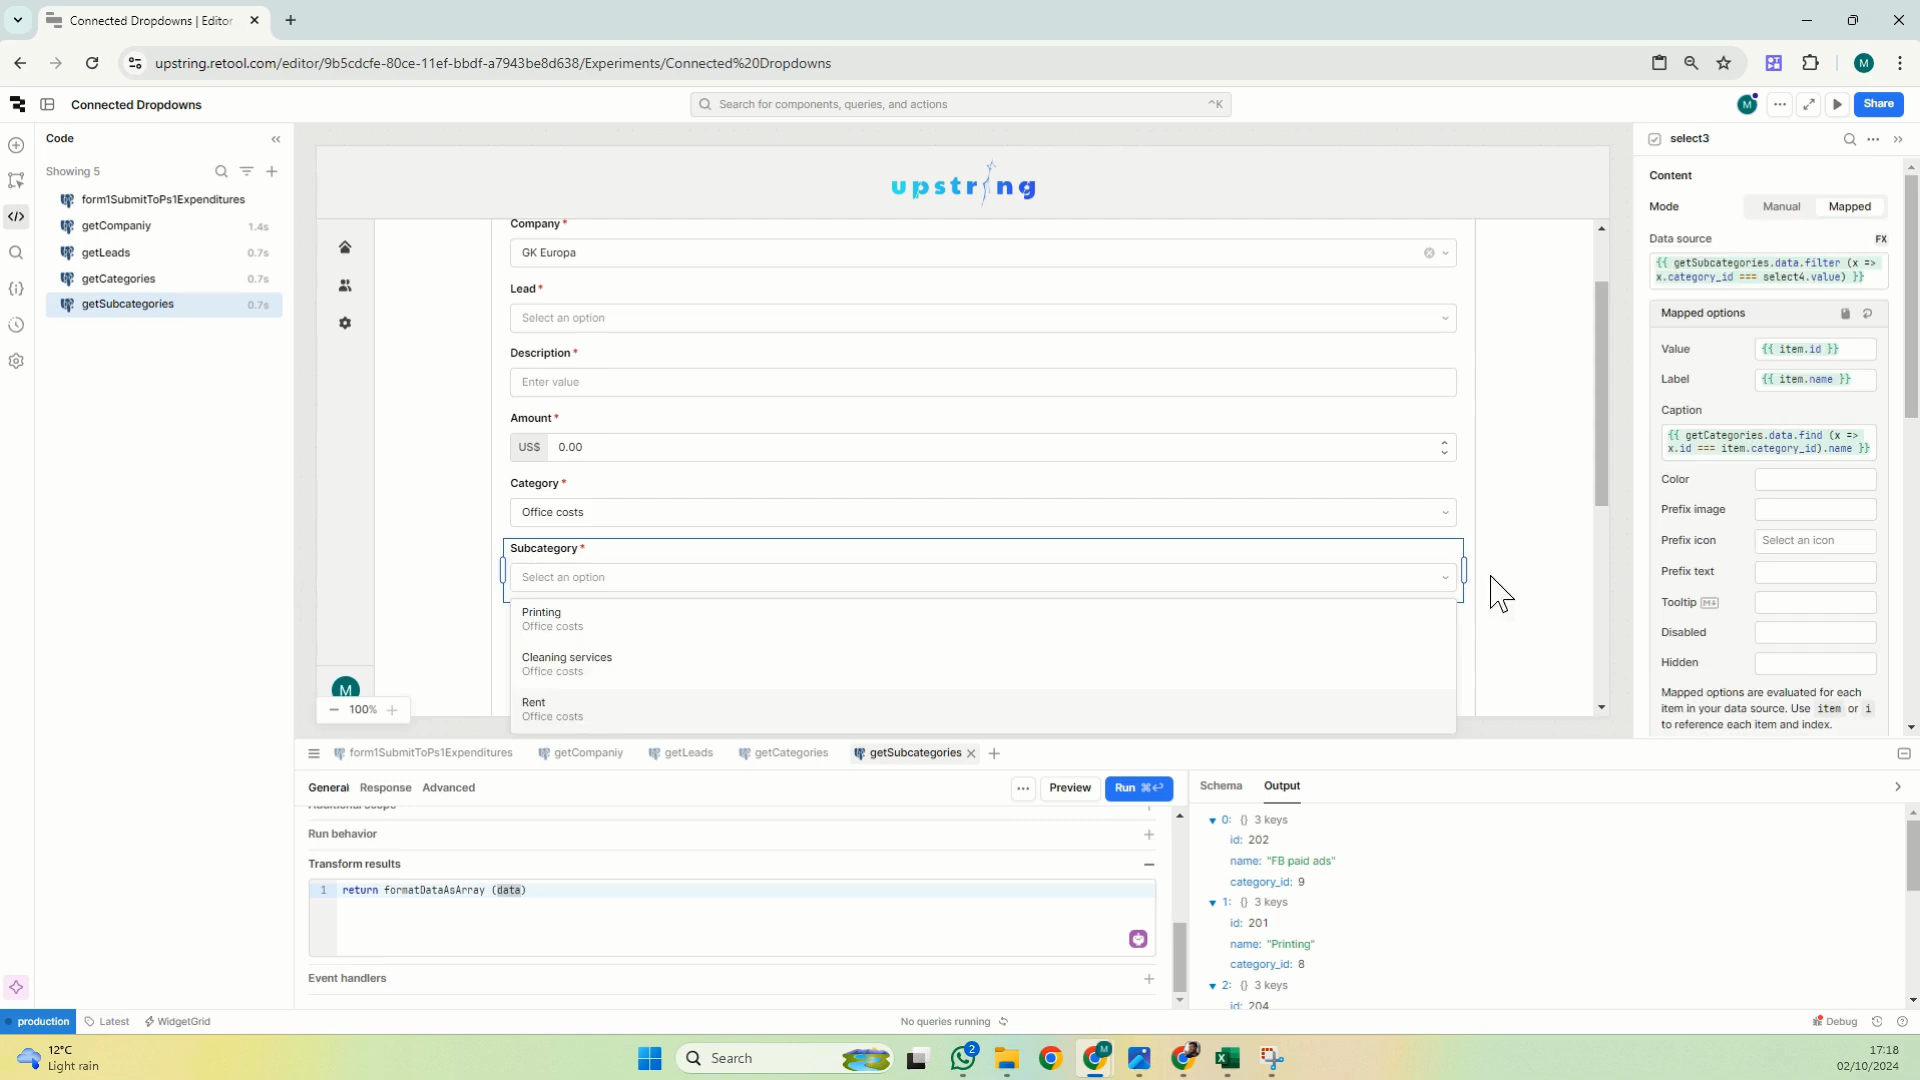 Connected Dropdowns | Editor
upstring.retool.com/editor/9b5cdcfe-80ce-11ef-bbdf-a7943be8d638/Experiments/Connected%20Dropdowns
M
Connected Dropdowns
Search for components, queries, and actions
^K
M
Share
Code
Showing 5
form1SubmitToPs1Expenditures
getCompaniy 1.4s
getLeads 0.7s
getCategories 0.7s
getSubcategories 0.7s
upstring
Company *
GK Europa
Lead *
Select an option
Description *
Enter value
Amount *
US$ 0.00
Category *
Office costs
Subcategory *
Select an option
Printing
Office costs
Cleaning services
Office costs
Rent
Office costs
M
100%
select3
Content
Mode Manual Mapped
Data source FX
{{ getSubcategories.data.filter (x =>
x.category_id === select4.value) }}
Mapped options
Value {{ item.id }}
Label {{ item.name }}
Caption
{{ getCategories.data.find (x =>
x.id === item.category_id).name }}
Color
Prefix image
Prefix icon Select an icon
Prefix text
Tooltip M↓
Disabled
Hidden
Mapped options are evaluated for each
item in your data source. Use item or i
to reference each item and index.
form1SubmitToPs1Expenditures getCompaniy getLeads getCategories getSubcategories
General Response Advanced Preview Run ⌘↩
Additional scope
Run behavior
Transform results
1 return formatDataAsArray (data)
Event handlers
Schema Output
0: {} 3 keys
id: 202
name: "FB paid ads"
category_id: 9
1: {} 3 keys
id: 201
name: "Printing"
category_id: 8
2: {} 3 keys
id: 204
production Latest WidgetGrid No queries running Debug
12°C
Light rain
Search
2
M
17:18
02/10/2024